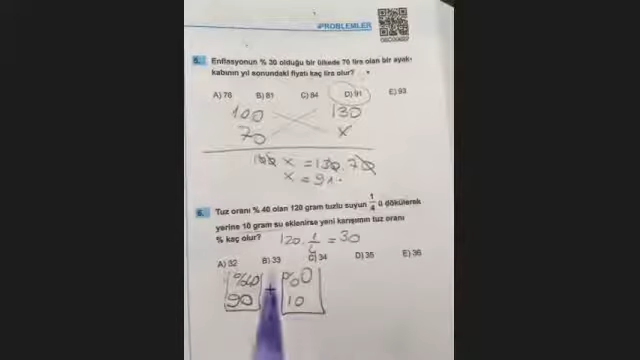 PROBLEMLER
5. Enflasyonun % 30 olduğu bir ülkede 70 lira olan bir ayak-
kabının yıl sonundaki fiyatı kaç lira olur?
A) 76 B) 81 C) 84 D) 91 E) 93
100 130
70 x
100 x = 130.70
x = 91.
6. Tuz oranı % 40 olan 120 gram tuzlu suyun 1/4 ü dökülerek
yerine 10 gram su eklenirse yeni karışımın tuz oranı
% kaç olur?
120. 1/4 = 30
A) 32 B) 33 C) 34 D) 35 E) 36
%40 + %0
90 10